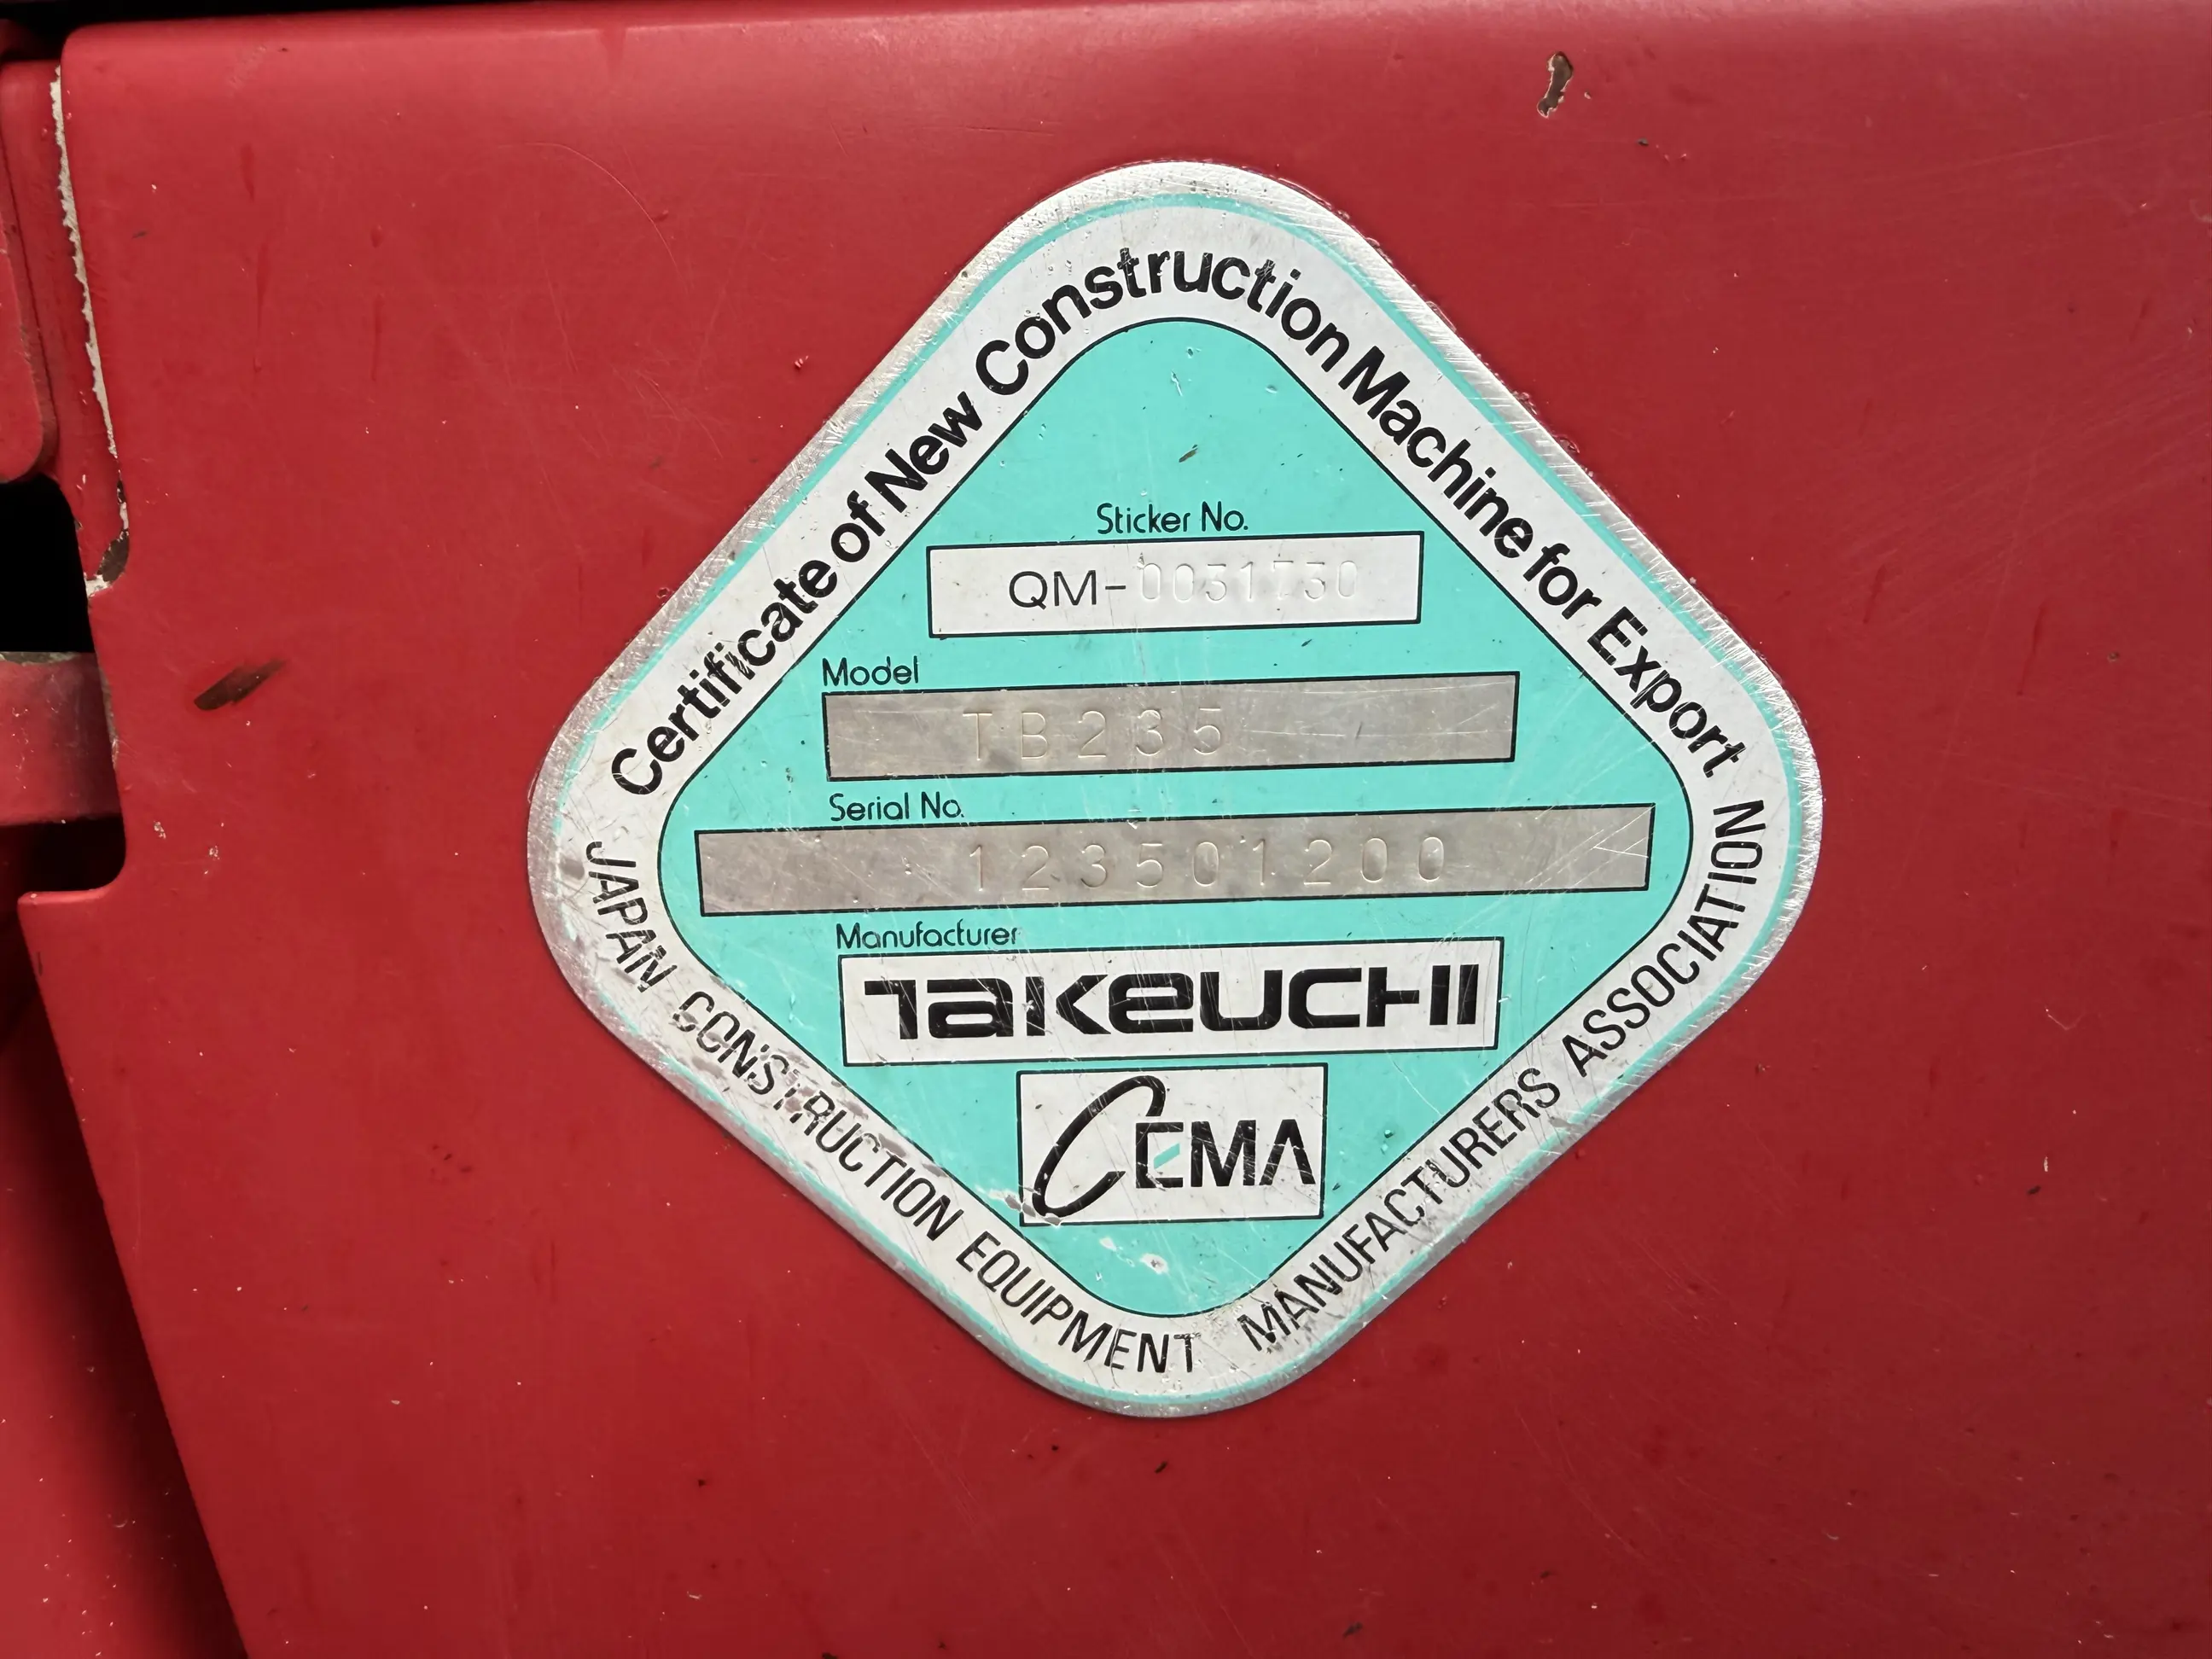 Certificate of New Construction Machine for Export
Sticker No.
QM-0031730
Model
TB235
Serial No.
123501200
Manufacturer
TAKEUCHI
CEMA
JAPAN CONSTRUCTION EQUIPMENT MANUFACTURERS ASSOCIATION